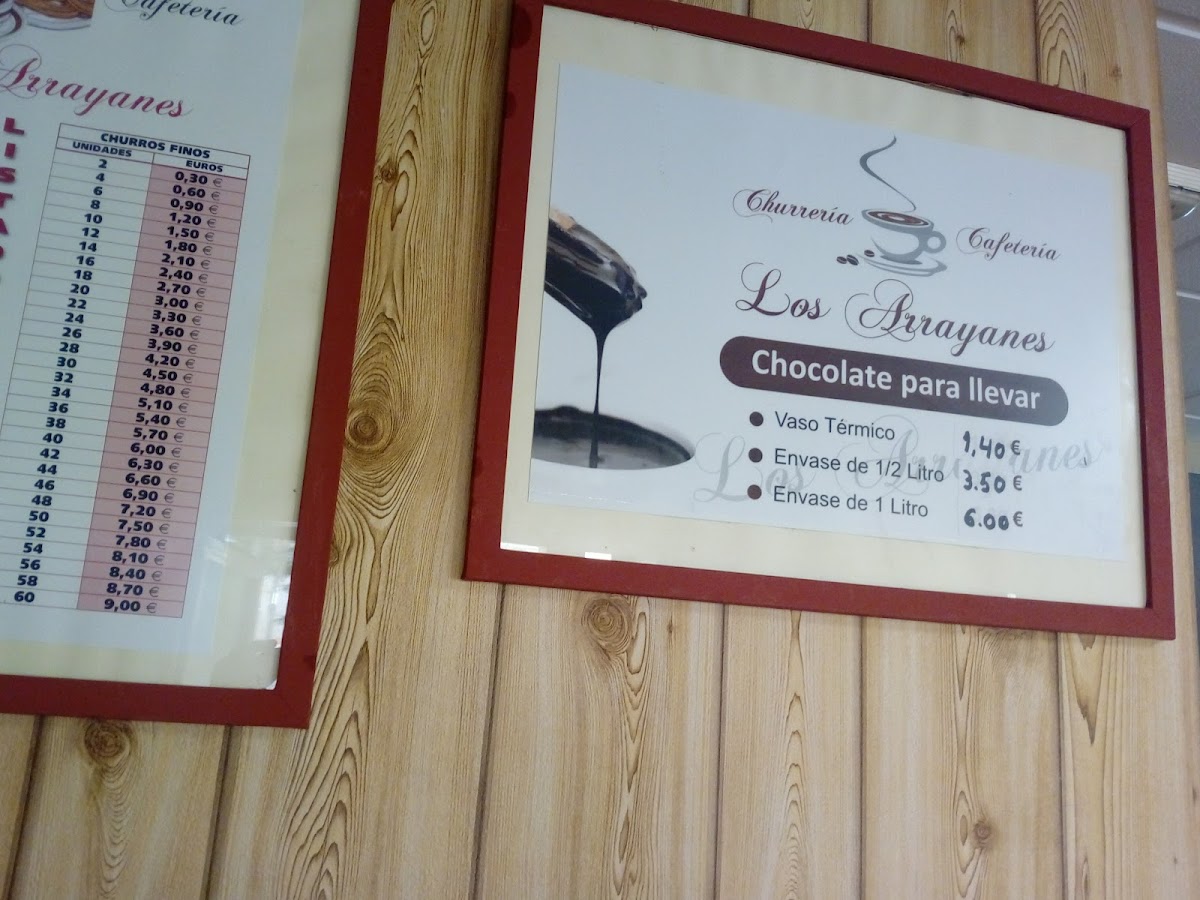 Cafetería
Arrayanes
L
I
S
T
A
CHURROS FINOS
UNIDADES EUROS
2 0,30 €
4 0,60 €
6 0,90 €
8 1,20 €
10 1,50 €
12 1,80 €
14 2,10 €
16 2,40 €
18 2,70 €
20 3,00 €
22 3,30 €
24 3,60 €
26 3,90 €
28 4,20 €
30 4,50 €
32 4,80 €
34 5,10 €
36 5,40 €
38 5,70 €
40 6,00 €
42 6,30 €
44 6,60 €
46 6,90 €
48 7,20 €
50 7,50 €
52 7,80 €
54 8,10 €
56 8,40 €
58 8,70 €
60 9,00 €
Churrería Cafetería
Los Arrayanes
Chocolate para llevar
Vaso Térmico 1,40 €
Envase de 1/2 Litro 3.50 €
Envase de 1 Litro 6.00 €
Los Arrayanes